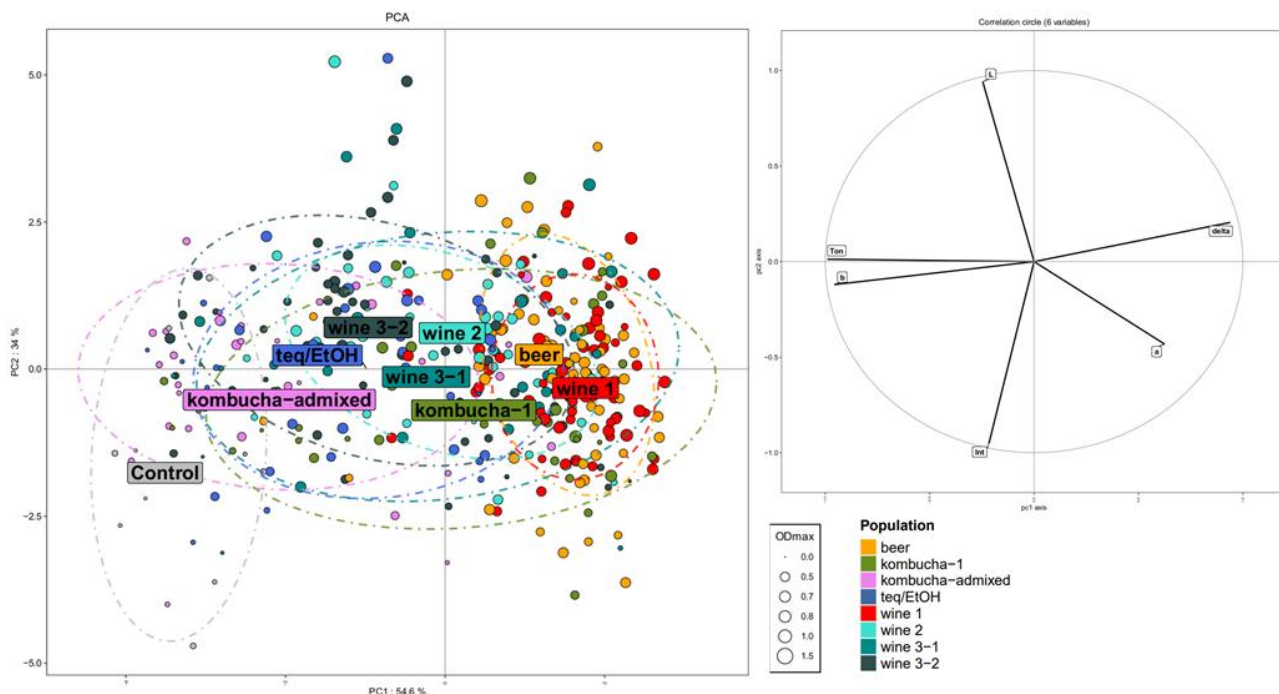 PCA
5.0
2.5
0.0
-2.5
-5.0
PC2 : 34 %
PC1 : 54.6 %
wine 3-2
wine 2
teq/EtOH
beer
wine 3-1
wine 1
kombucha-admixed
kombucha-1
Control
Correlation circle (6 variables)
1.0
0.5
0.0
-0.5
-1.0
pc2 axis
pc1 axis
L
delta
Ton
b
a
Int
ODmax
0.0
0.5
0.7
0.8
1.0
1.5
Population
beer
kombucha-1
kombucha-admixed
teq/EtOH
wine 1
wine 2
wine 3-1
wine 3-2